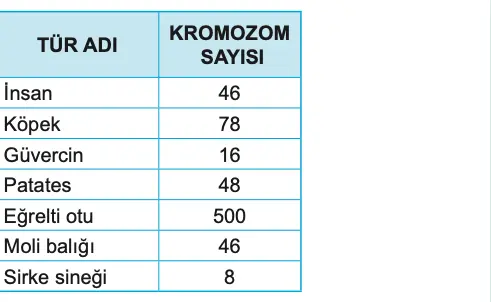 TÜR ADI
KROMOZOM
SAYISI
İnsan 46
Köpek 78
Güvercin 16
Patates 48
Eğrelti otu 500
Moli balığı 46
Sirke sineği 8